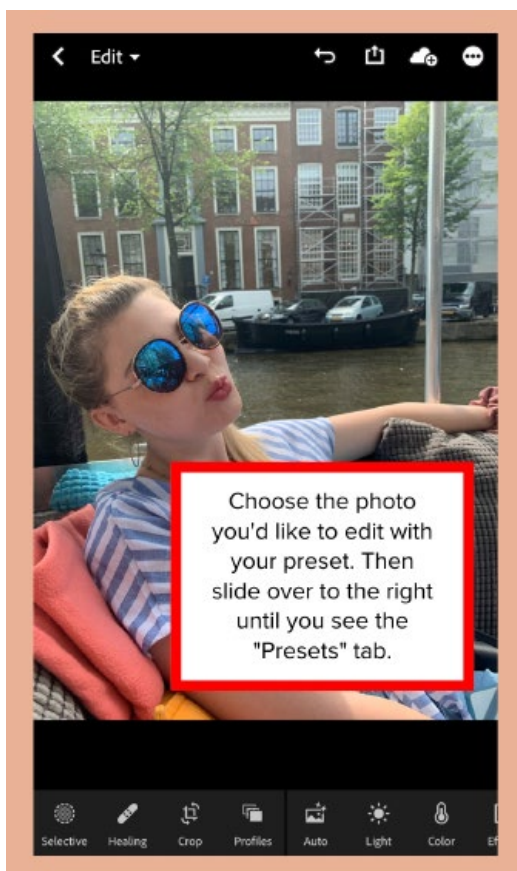 Edit
Choose the photo
you'd like to edit with
your preset. Then
slide over to the right
until you see the
"Presets" tab.
Selective Healing Crop Profiles Auto Light Color